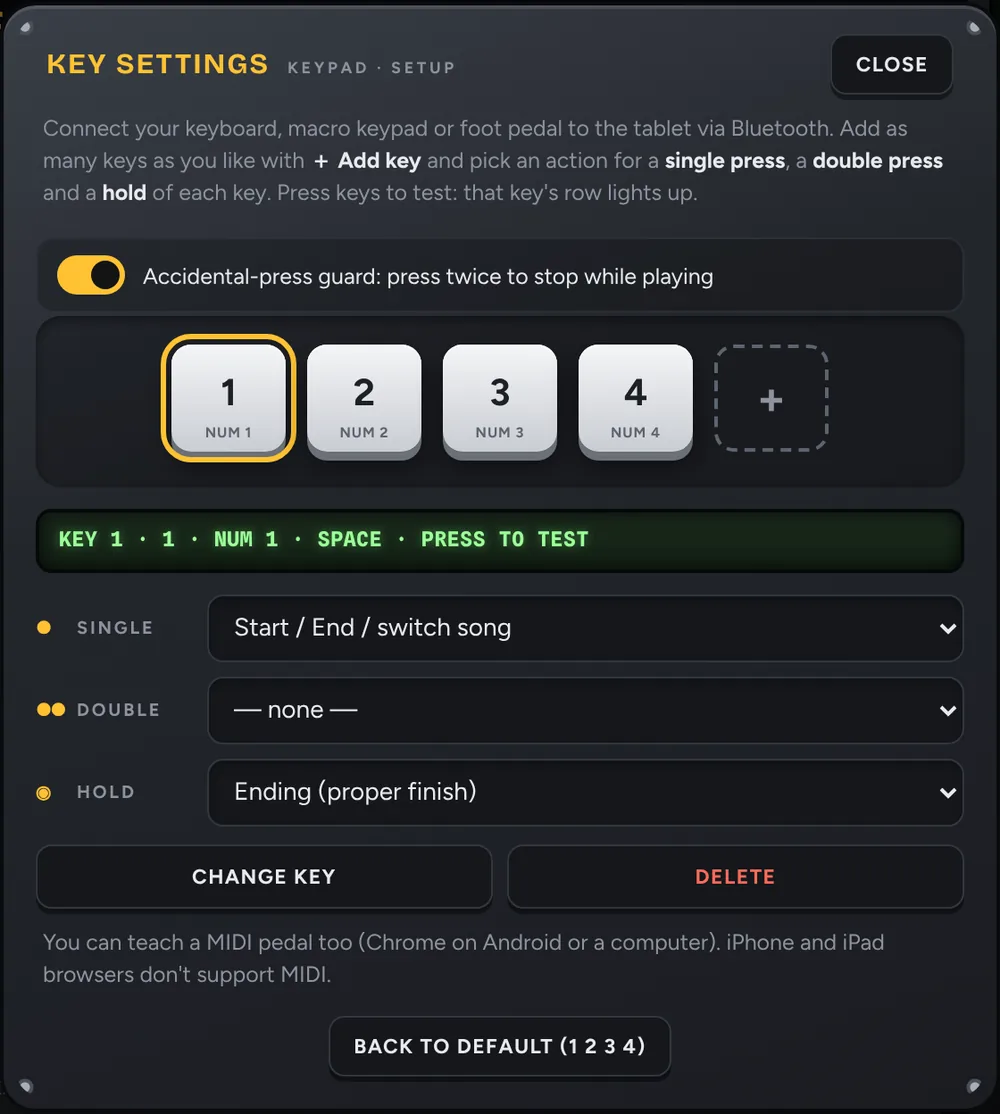 KEY SETTINGS KEYPAD · SETUP
CLOSE
Connect your keyboard, macro keypad or foot pedal to the tablet via Bluetooth. Add as
many keys as you like with + Add key and pick an action for a single press, a double press
and a hold of each key. Press keys to test: that key's row lights up.
Accidental-press guard: press twice to stop while playing
1 2 3 4 +
NUM 1 NUM 2 NUM 3 NUM 4
KEY 1 · 1 · NUM 1 · SPACE · PRESS TO TEST
SINGLE Start / End / switch song
DOUBLE — none —
HOLD Ending (proper finish)
CHANGE KEY DELETE
You can teach a MIDI pedal too (Chrome on Android or a computer). iPhone and iPad
browsers don't support MIDI.
BACK TO DEFAULT (1 2 3 4)